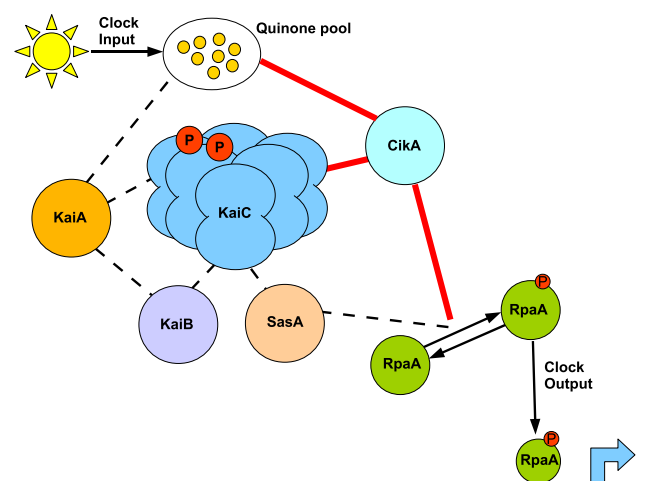 Clock
Input
Quinone pool
P
P
CikA
KaiC
KaiA
KaiB
SasA
P
RpaA
RpaA
Clock
Output
P
RpaA